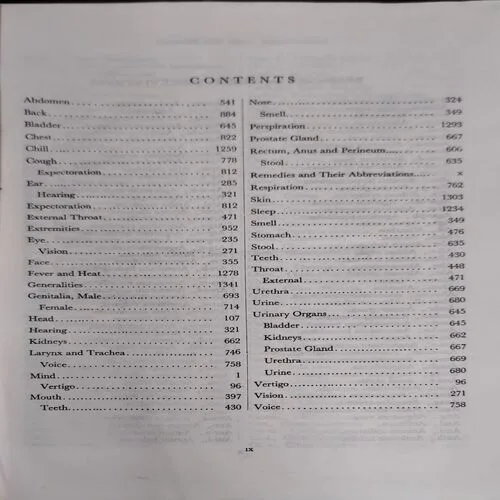 CONTENTS
Abdomen 541
Back 884
Bladder 645
Chest 822
Chill 1259
Cough 778
Expectoration 812
Ear 285
Hearing 321
Expectoration 812
External Throat 471
Extremities 952
Eye 235
Vision 271
Face 355
Fever and Heat 1278
Generalities 1341
Genitalia, Male 693
Female 714
Head 107
Hearing 321
Kidneys 662
Larynx and Trachea 746
Voice 758
Mind 1
Vertigo 96
Mouth 397
Teeth 430
Nose 324
Smell 349
Perspiration 1293
Prostate Gland 667
Rectum, Anus and Perineum 606
Stool 635
Remedies and Their Abbreviations x
Respiration 762
Skin 1303
Sleep 1234
Smell 349
Stomach 476
Stool 635
Teeth 430
Throat 448
External 471
Urethra 669
Urine 680
Urinary Organs 645
Bladder 645
Kidneys 662
Prostate Gland 667
Urethra 669
Urine 680
Vertigo 96
Vision 271
Voice 758
ix